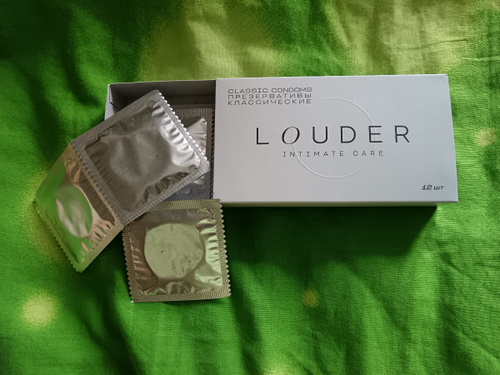 CLASSIC CONDOMS
ПРЕЗЕРВАТИВЫ
КЛАССИЧЕСКИЕ
LOUDER
INTIMATE CARE
12 шт